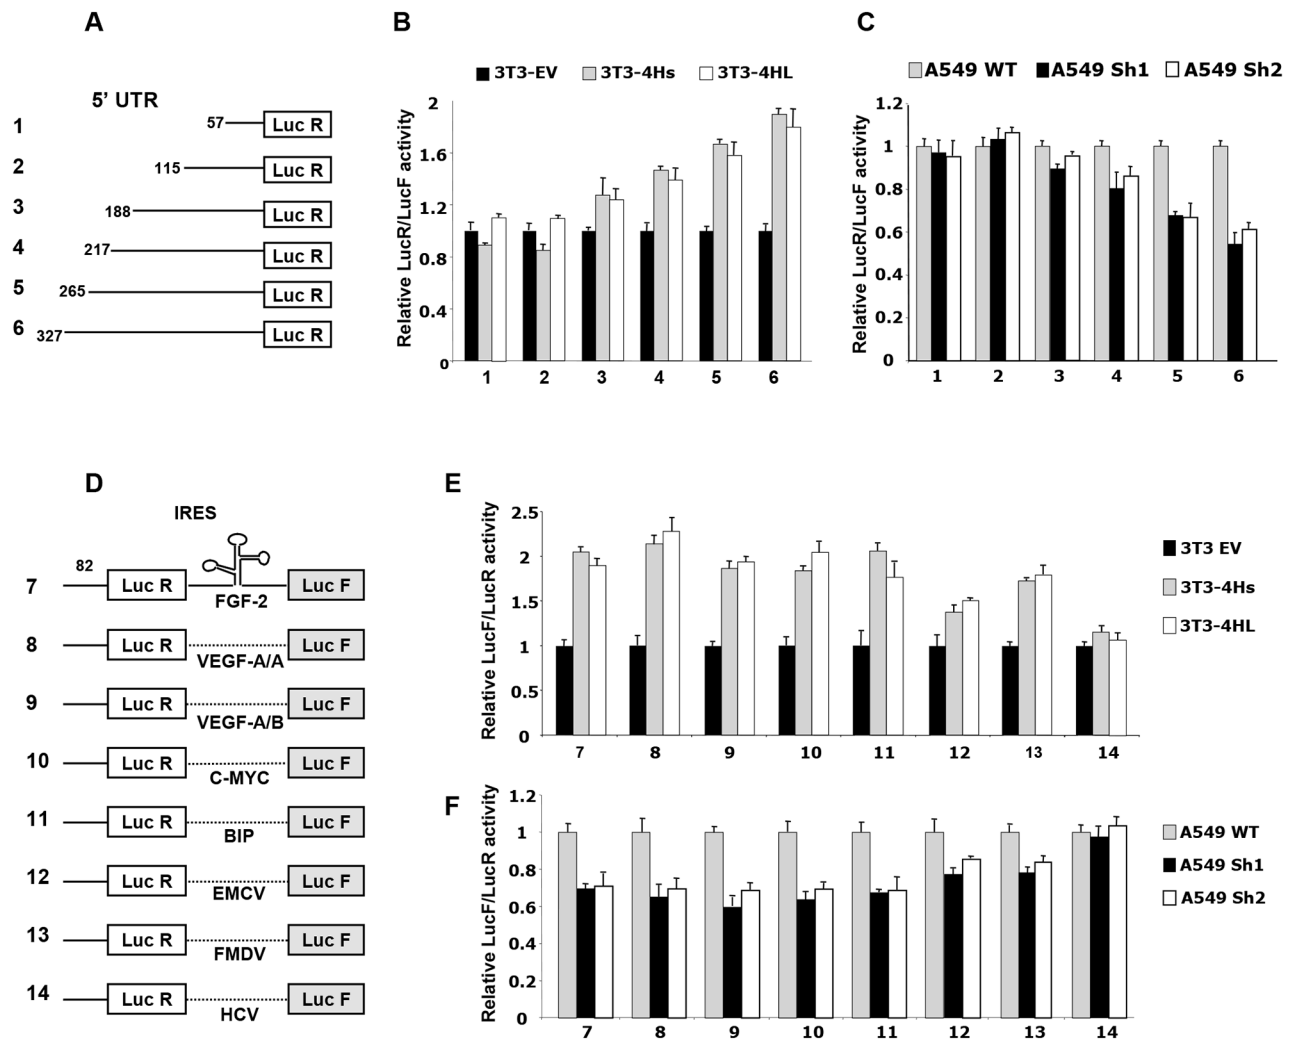 A
5' UTR
1
57
Luc R
2
115
Luc R
3
188
Luc R
4
217
Luc R
5
265
Luc R
6
327
Luc R
B
3T3-EV 3T3-4Hs 3T3-4HL
Relative LucR/LucF activity
2
1.6
1.2
0.8
0.4
0
1 2 3 4 5 6
C
A549 WT A549 Sh1 A549 Sh2
Relative LucR/LucF activity
1.2
1
0.8
0.6
0.4
0.2
0
1 2 3 4 5 6
D
IRES
82
7 Luc R Luc F
FGF-2
8 Luc R Luc F
VEGF-A/A
9 Luc R Luc F
VEGF-A/B
10 Luc R Luc F
C-MYC
11 Luc R Luc F
BIP
12 Luc R Luc F
EMCV
13 Luc R Luc F
FMDV
14 Luc R Luc F
HCV
E
Relative LucF/LucR activity
2.5
2
1.5
1
0.5
0
7 8 9 10 11 12 13 14
3T3 EV
3T3-4Hs
3T3-4HL
F
Relative LucF/LucR activity
1.2
1
0.8
0.6
0.4
0.2
0
7 8 9 10 11 12 13 14
A549 WT
A549 Sh1
A549 Sh2